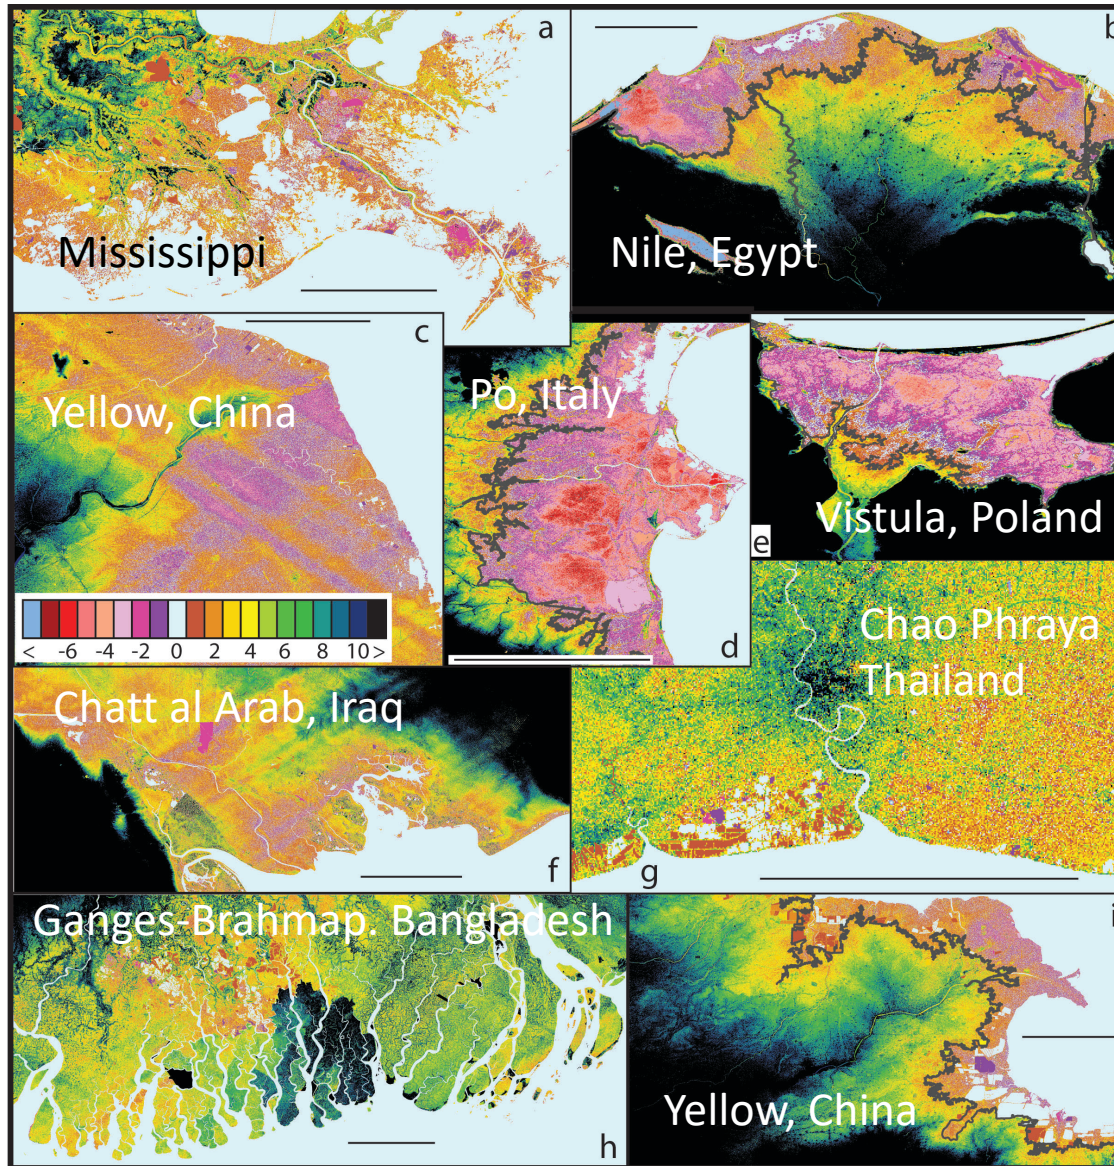 a
Mississippi
b
Nile, Egypt
c
Yellow, China
< -6 -4 -2 0 2 4 6 8 10 >
Po, Italy
d
Vistula, Poland
e
Chatt al Arab, Iraq
f
Chao Phraya
Thailand
g
Ganges-Brahmap. Bangladesh
h
i
Yellow, China